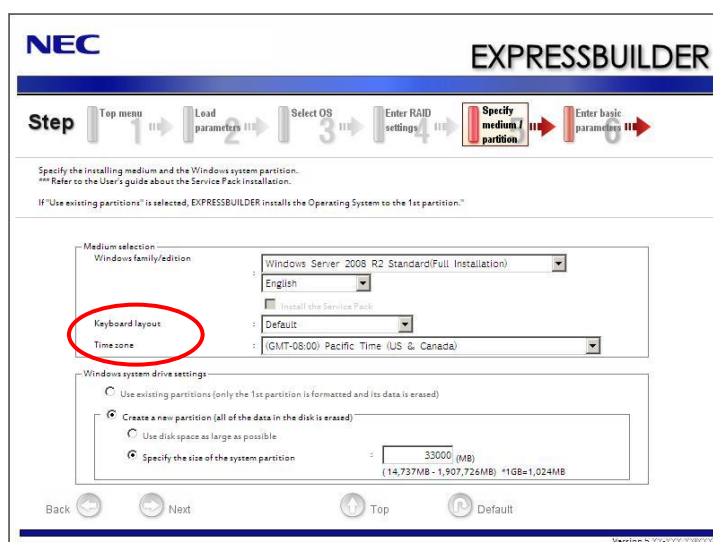 NEC
EXPRESSBUILDER
Step
Top menu 1
Load parameters 2
Select OS 3
Enter RAID settings 4
Specify medium / partition 5
Enter basic parameters 6
Specify the installing medium and the Windows system partition.
*** Refer to the User's guide about the Service Pack installation.
If "Use existing partitions" is selected, EXPRESSBUILDER installs the Operating System to the 1st partition."
Medium selection
Windows family/edition : Windows Server 2008 R2 Standard(Full Installation)
English
Install the Service Pack
Keyboard layout : Default
Time zone : (GMT-08:00) Pacific Time (US & Canada)
Windows system drive settings
Use existing partitions (only the 1st partition is formatted and its data is erased)
Create a new partition (all of the data in the disk is erased)
Use disk space as large as possible
Specify the size of the system partition : 33000 (MB)
(14,737MB - 1,907,726MB) *1GB=1,024MB
Back
Next
Top
Default